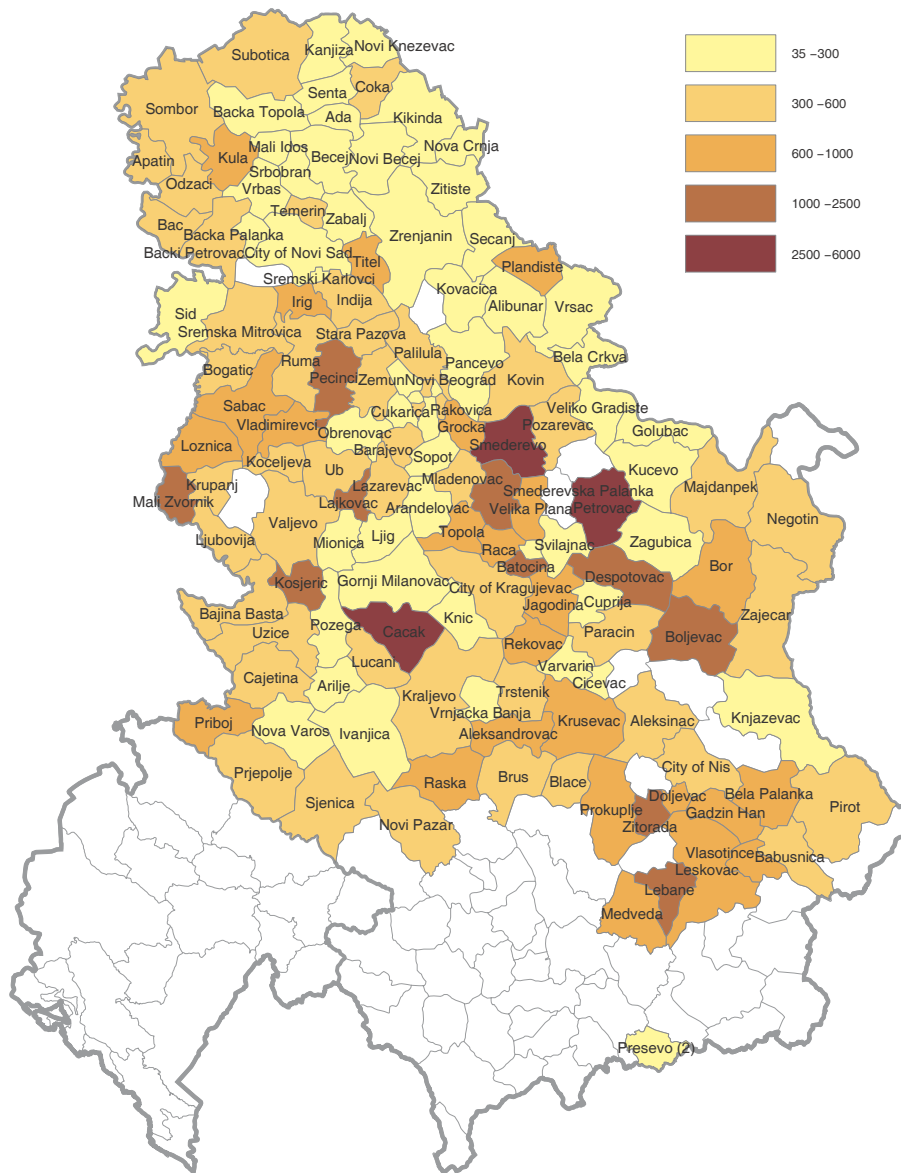 Subotica
Kanjiza
Novi Knezevac
35 −300
Sombor
Senta
Coka
Backa Topola
Ada
Kikinda
300 −600
Apatin
Kula
Mali Idos
Becej
Novi Becej
Nova Crnja
Odzaci
Srbobran
Vrbas
Zitiste
600 −1000
Bac
Temerin
Zabalj
Backa Palanka
Zrenjanin
Secanj
1000 −2500
Backi Petrovac
City of Novi Sad
Titel
Plandiste
2500 −6000
Sremski Karlovci
Kovacica
Sid
Irig
Indija
Alibunar
Vrsac
Sremska Mitrovica
Stara Pazova
Bogatic
Ruma
Palilula
Pancevo
Bela Crkva
Pecinci
Zemun
Novi Beograd
Kovin
Sabac
Cukarica
Rakovica
Veliko Gradiste
Vladimirevci
Grocka
Pozarevac
Loznica
Obrenovac
Smederevo
Golubac
Koceljeva
Barajevo
Sopot
Ub
Kucevo
Krupanj
Lazarevac
Mladenovac
Smederevska Palanka
Majdanpek
Mali Zvornik
Lajkovac
Arandelovac
Velika Plana
Petrovac
Negotin
Valjevo
Ljubovija
Mionica
Ljig
Topola
Raca
Svilajnac
Zagubica
Bor
Kosjeric
Gornji Milanovac
Batocina
Despotovac
City of Kragujevac
Bajina Basta
Pozega
Knic
Jagodina
Cuprija
Zajecar
Uzice
Cacak
Rekovac
Paracin
Boljevac
Lucani
Varvarin
Cajetina
Arilje
Cicevac
Kraljevo
Trstenik
Priboj
Vrnjacka Banja
Krusevac
Aleksinac
Knjazevac
Nova Varos
Ivanjica
Aleksandrovac
Prjepolje
Raska
Brus
Blace
City of Nis
Sjenica
Doljevac
Bela Palanka
Pirot
Novi Pazar
Prokuplje
Gadzin Han
Zitorada
Vlasotince
Babusnica
Leskovac
Lebane
Medveda
Presevo (2)